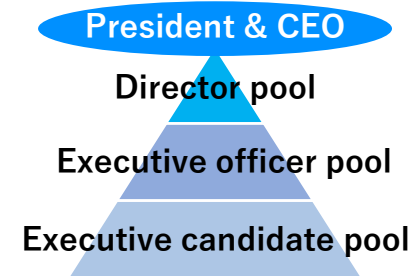 President & CEO
Director pool
Executive officer pool
Executive candidate pool